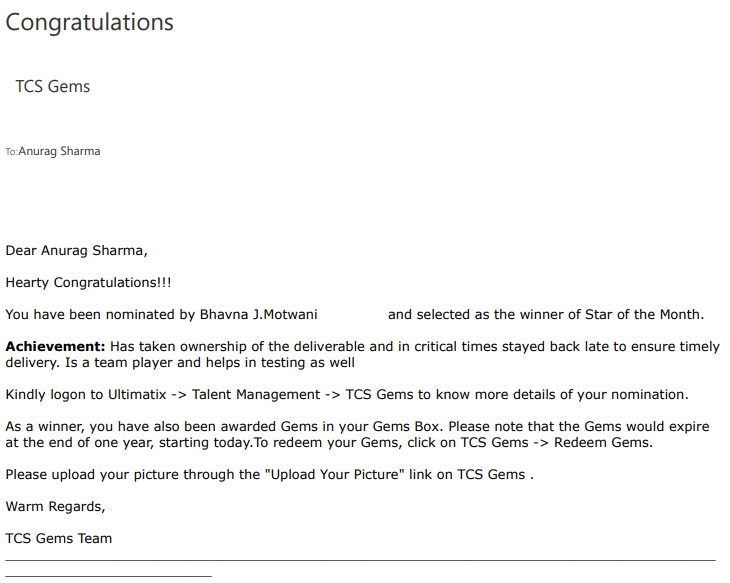 Congratulations
TCS Gems
To:Anurag Sharma
Dear Anurag Sharma,
Hearty Congratulations!!!
You have been nominated by Bhavna J.Motwani and selected as the winner of Star of the Month.
Achievement: Has taken ownership of the deliverable and in critical times stayed back late to ensure timely
delivery. Is a team player and helps in testing as well
Kindly logon to Ultimatix -> Talent Management -> TCS Gems to know more details of your nomination.
As a winner, you have also been awarded Gems in your Gems Box. Please note that the Gems would expire
at the end of one year, starting today.To redeem your Gems, click on TCS Gems -> Redeem Gems.
Please upload your picture through the "Upload Your Picture" link on TCS Gems .
Warm Regards,
TCS Gems Team